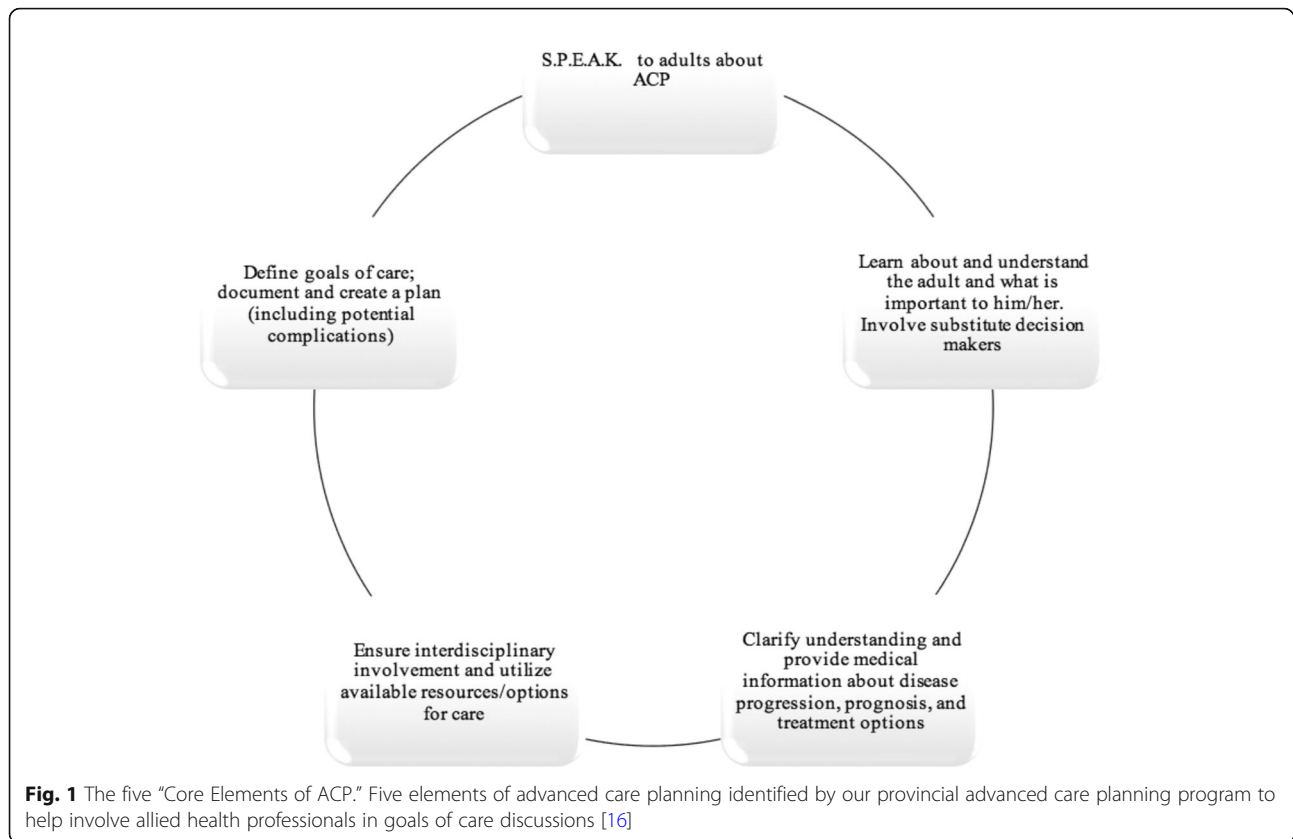 S.P.E.A.K. to adults about
ACP
Learn about and understand
the adult and what is
important to him/her.
Involve substitute decision
makers
Clarify understanding and
provide medical
information about disease
progression, prognosis, and
treatment options
Ensure interdisciplinary
involvement and utilize
available resources/options
for care
Define goals of care;
document and create a plan
(including potential
complications)
Fig. 1 The five “Core Elements of ACP.” Five elements of advanced care planning identified by our provincial advanced care planning program to
help involve allied health professionals in goals of care discussions [16]